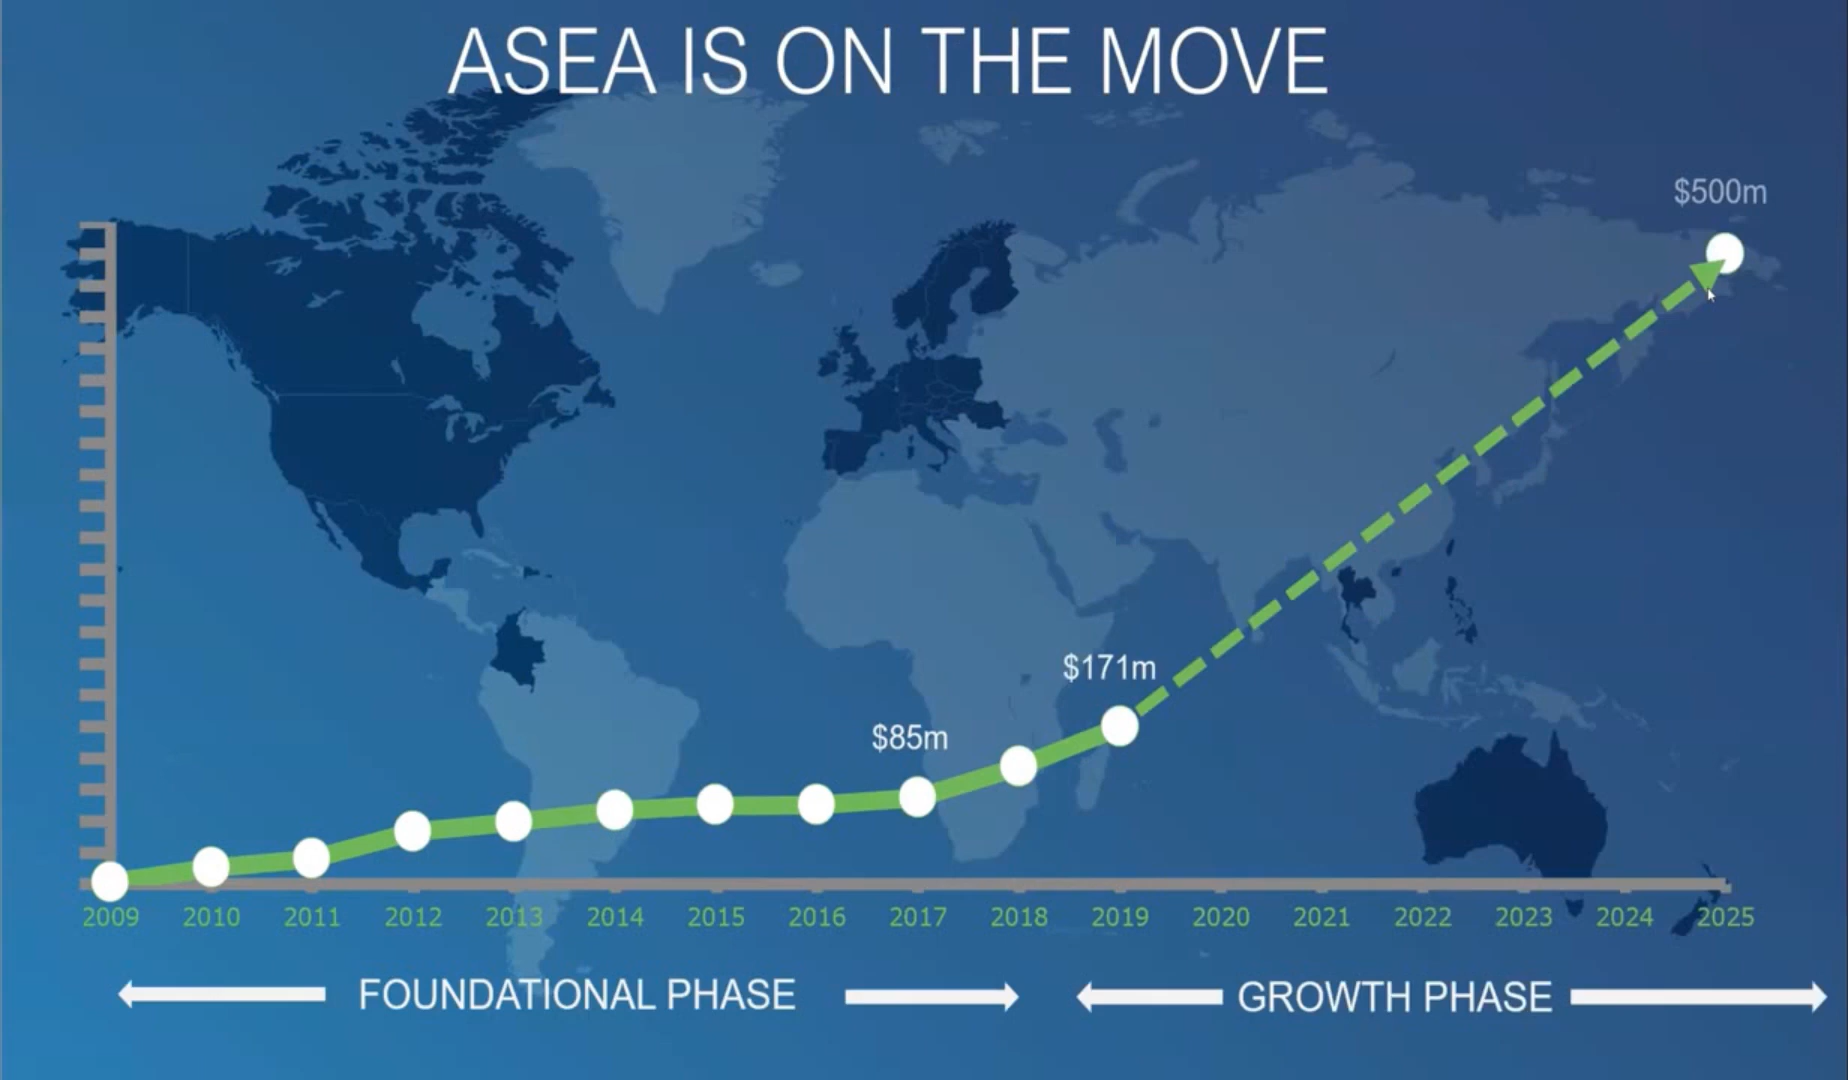 ASEA IS ON THE MOVE
$500m
$171m
$85m
2009 2010 2011 2012 2013 2014 2015 2016 2017 2018 2019 2020 2021 2022 2023 2024 2025
FOUNDATIONAL PHASE GROWTH PHASE